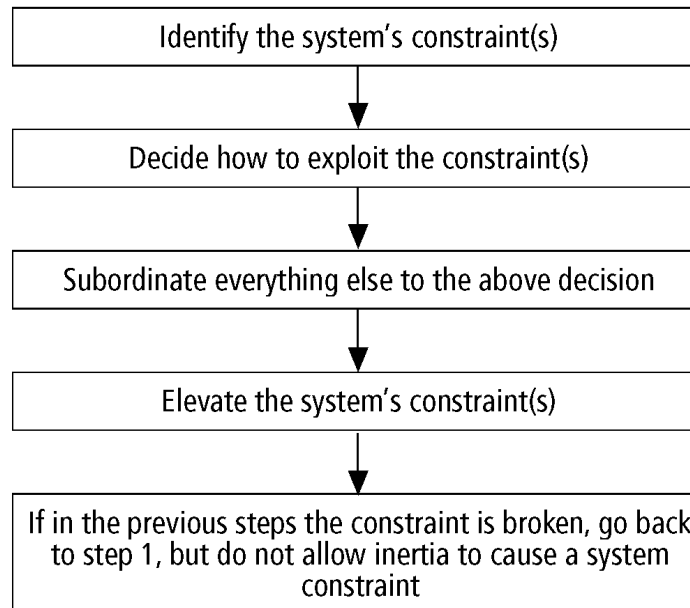 Identify the system's constraint(s)
Decide how to exploit the constraint(s)
Subordinate everything else to the above decision
Elevate the system's constraint(s)
If in the previous steps the constraint is broken, go back
to step 1, but do not allow inertia to cause a system
constraint